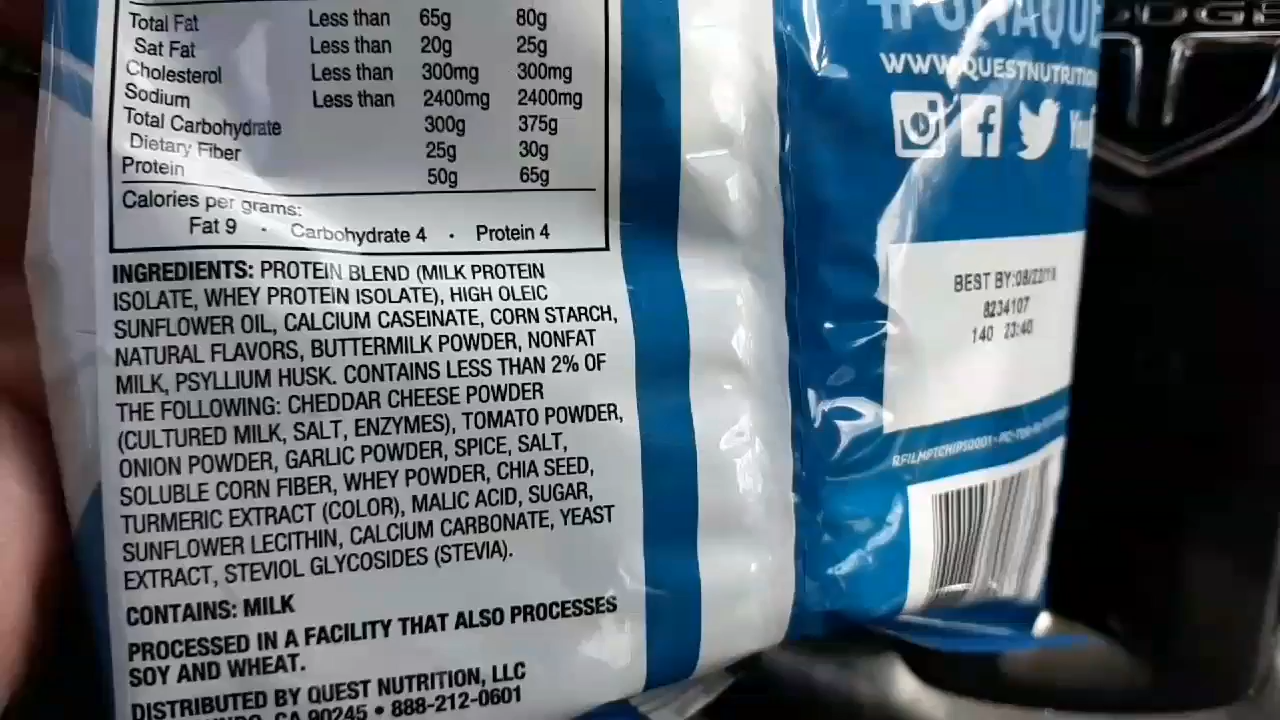 Total Fat Less than 65g 80g
Sat Fat Less than 20g 25g
Cholesterol Less than 300mg 300mg
Sodium Less than 2400mg 2400mg
Total Carbohydrate 300g 375g
Dietary Fiber 25g 30g
Protein 50g 65g
Calories per grams:
Fat 9 · Carbohydrate 4 · Protein 4
INGREDIENTS: PROTEIN BLEND (MILK PROTEIN
ISOLATE, WHEY PROTEIN ISOLATE), HIGH OLEIC
SUNFLOWER OIL, CALCIUM CASEINATE, CORN STARCH,
NATURAL FLAVORS, BUTTERMILK POWDER, NONFAT
MILK, PSYLLIUM HUSK. CONTAINS LESS THAN 2% OF
THE FOLLOWING: CHEDDAR CHEESE POWDER
(CULTURED MILK, SALT, ENZYMES), TOMATO POWDER,
ONION POWDER, GARLIC POWDER, SPICE, SALT,
SOLUBLE CORN FIBER, WHEY POWDER, CHIA SEED,
TURMERIC EXTRACT (COLOR), MALIC ACID, SUGAR,
SUNFLOWER LECITHIN, CALCIUM CARBONATE, YEAST
EXTRACT, STEVIOL GLYCOSIDES (STEVIA).
CONTAINS: MILK
PROCESSED IN A FACILITY THAT ALSO PROCESSES
SOY AND WHEAT.
DISTRIBUTED BY QUEST NUTRITION, LLC
CA 90245 • 888-212-0601
WWW.QUESTNUTRITIO
BEST BY:
8234107
140 23:40